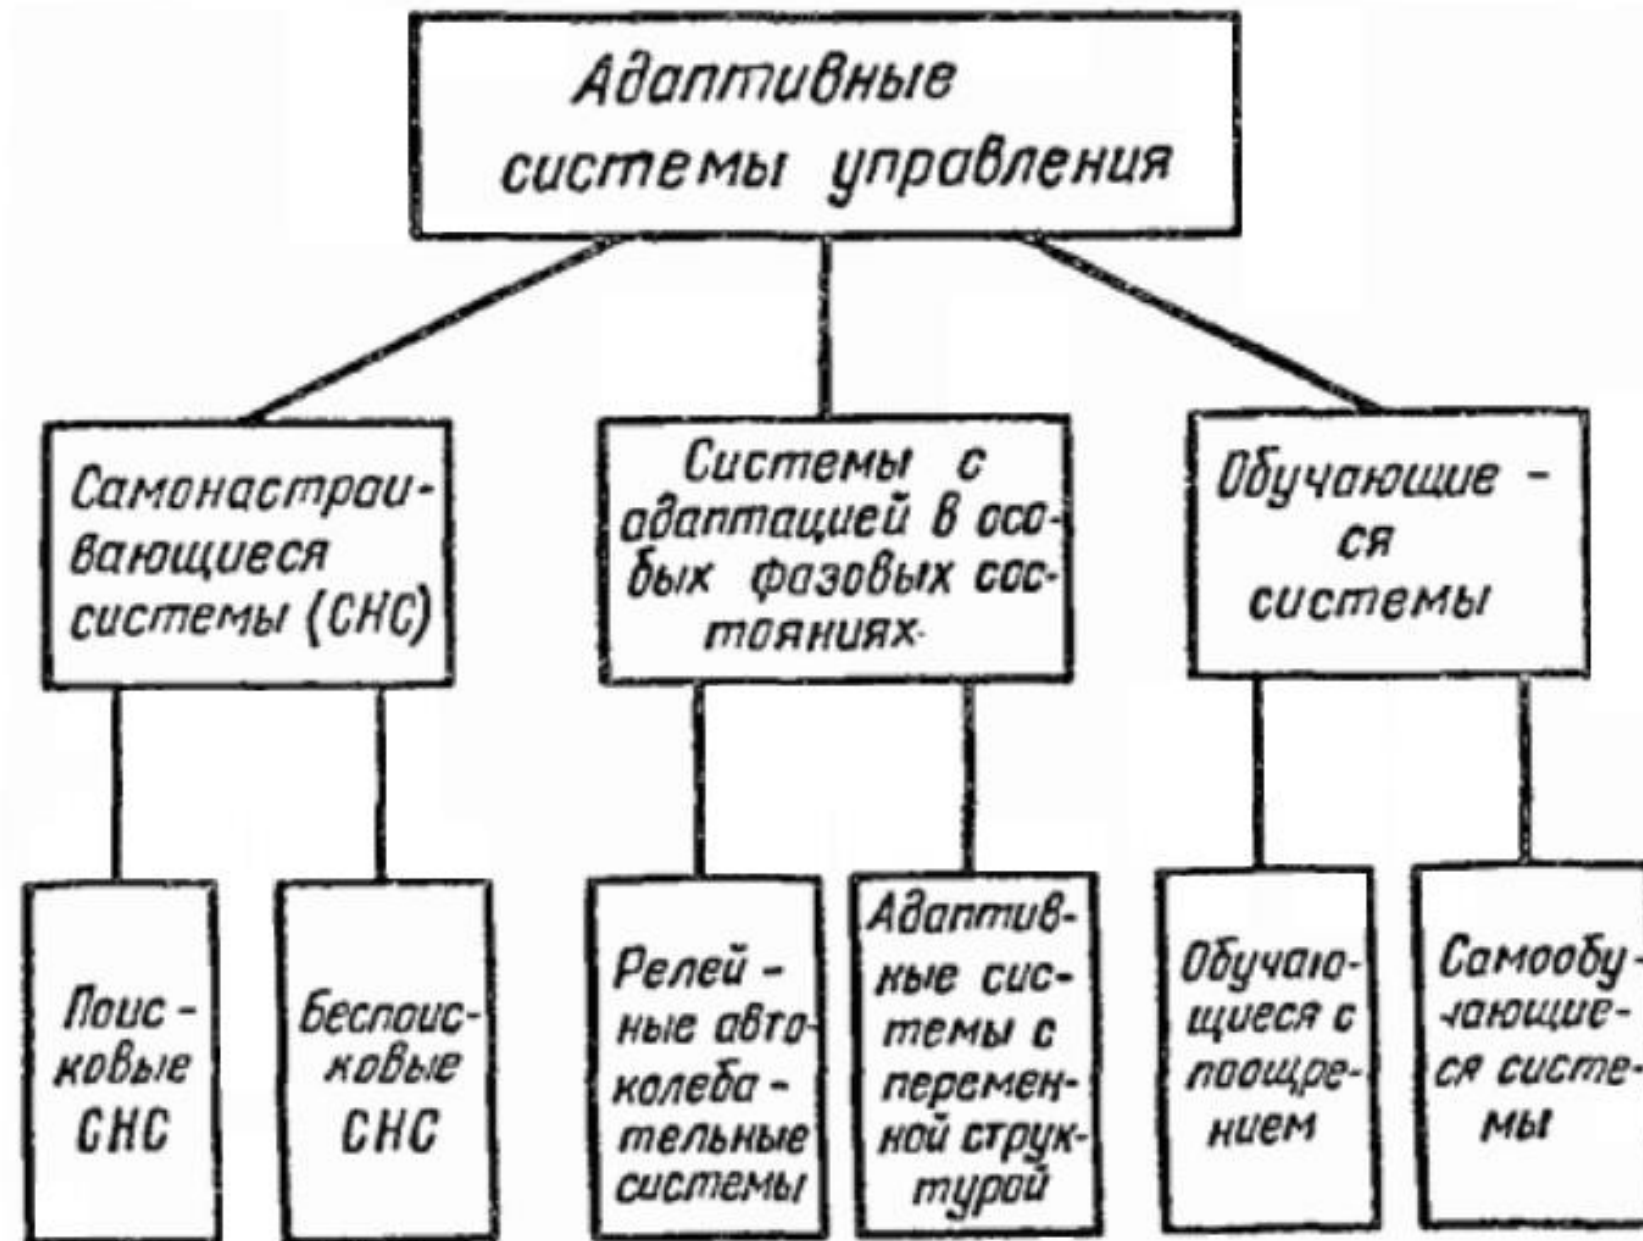 Адаптивные
системы управления
Самонастраи-
вающиеся
системы (СНС)
Системы с
адаптацией в осо-
бых фазовых сос-
тояниях
Обучающие-
ся
системы
Поис-
ковые
СНС
Беспоис-
ковые
СНС
Релей-
ные авто-
колеба-
тельные
системы
Адаптив-
ные сис-
темы с
перемен-
ной струк-
турой
Обучаю-
щиеся с
поощре-
нием
Самообу-
чающие-
ся систе-
мы